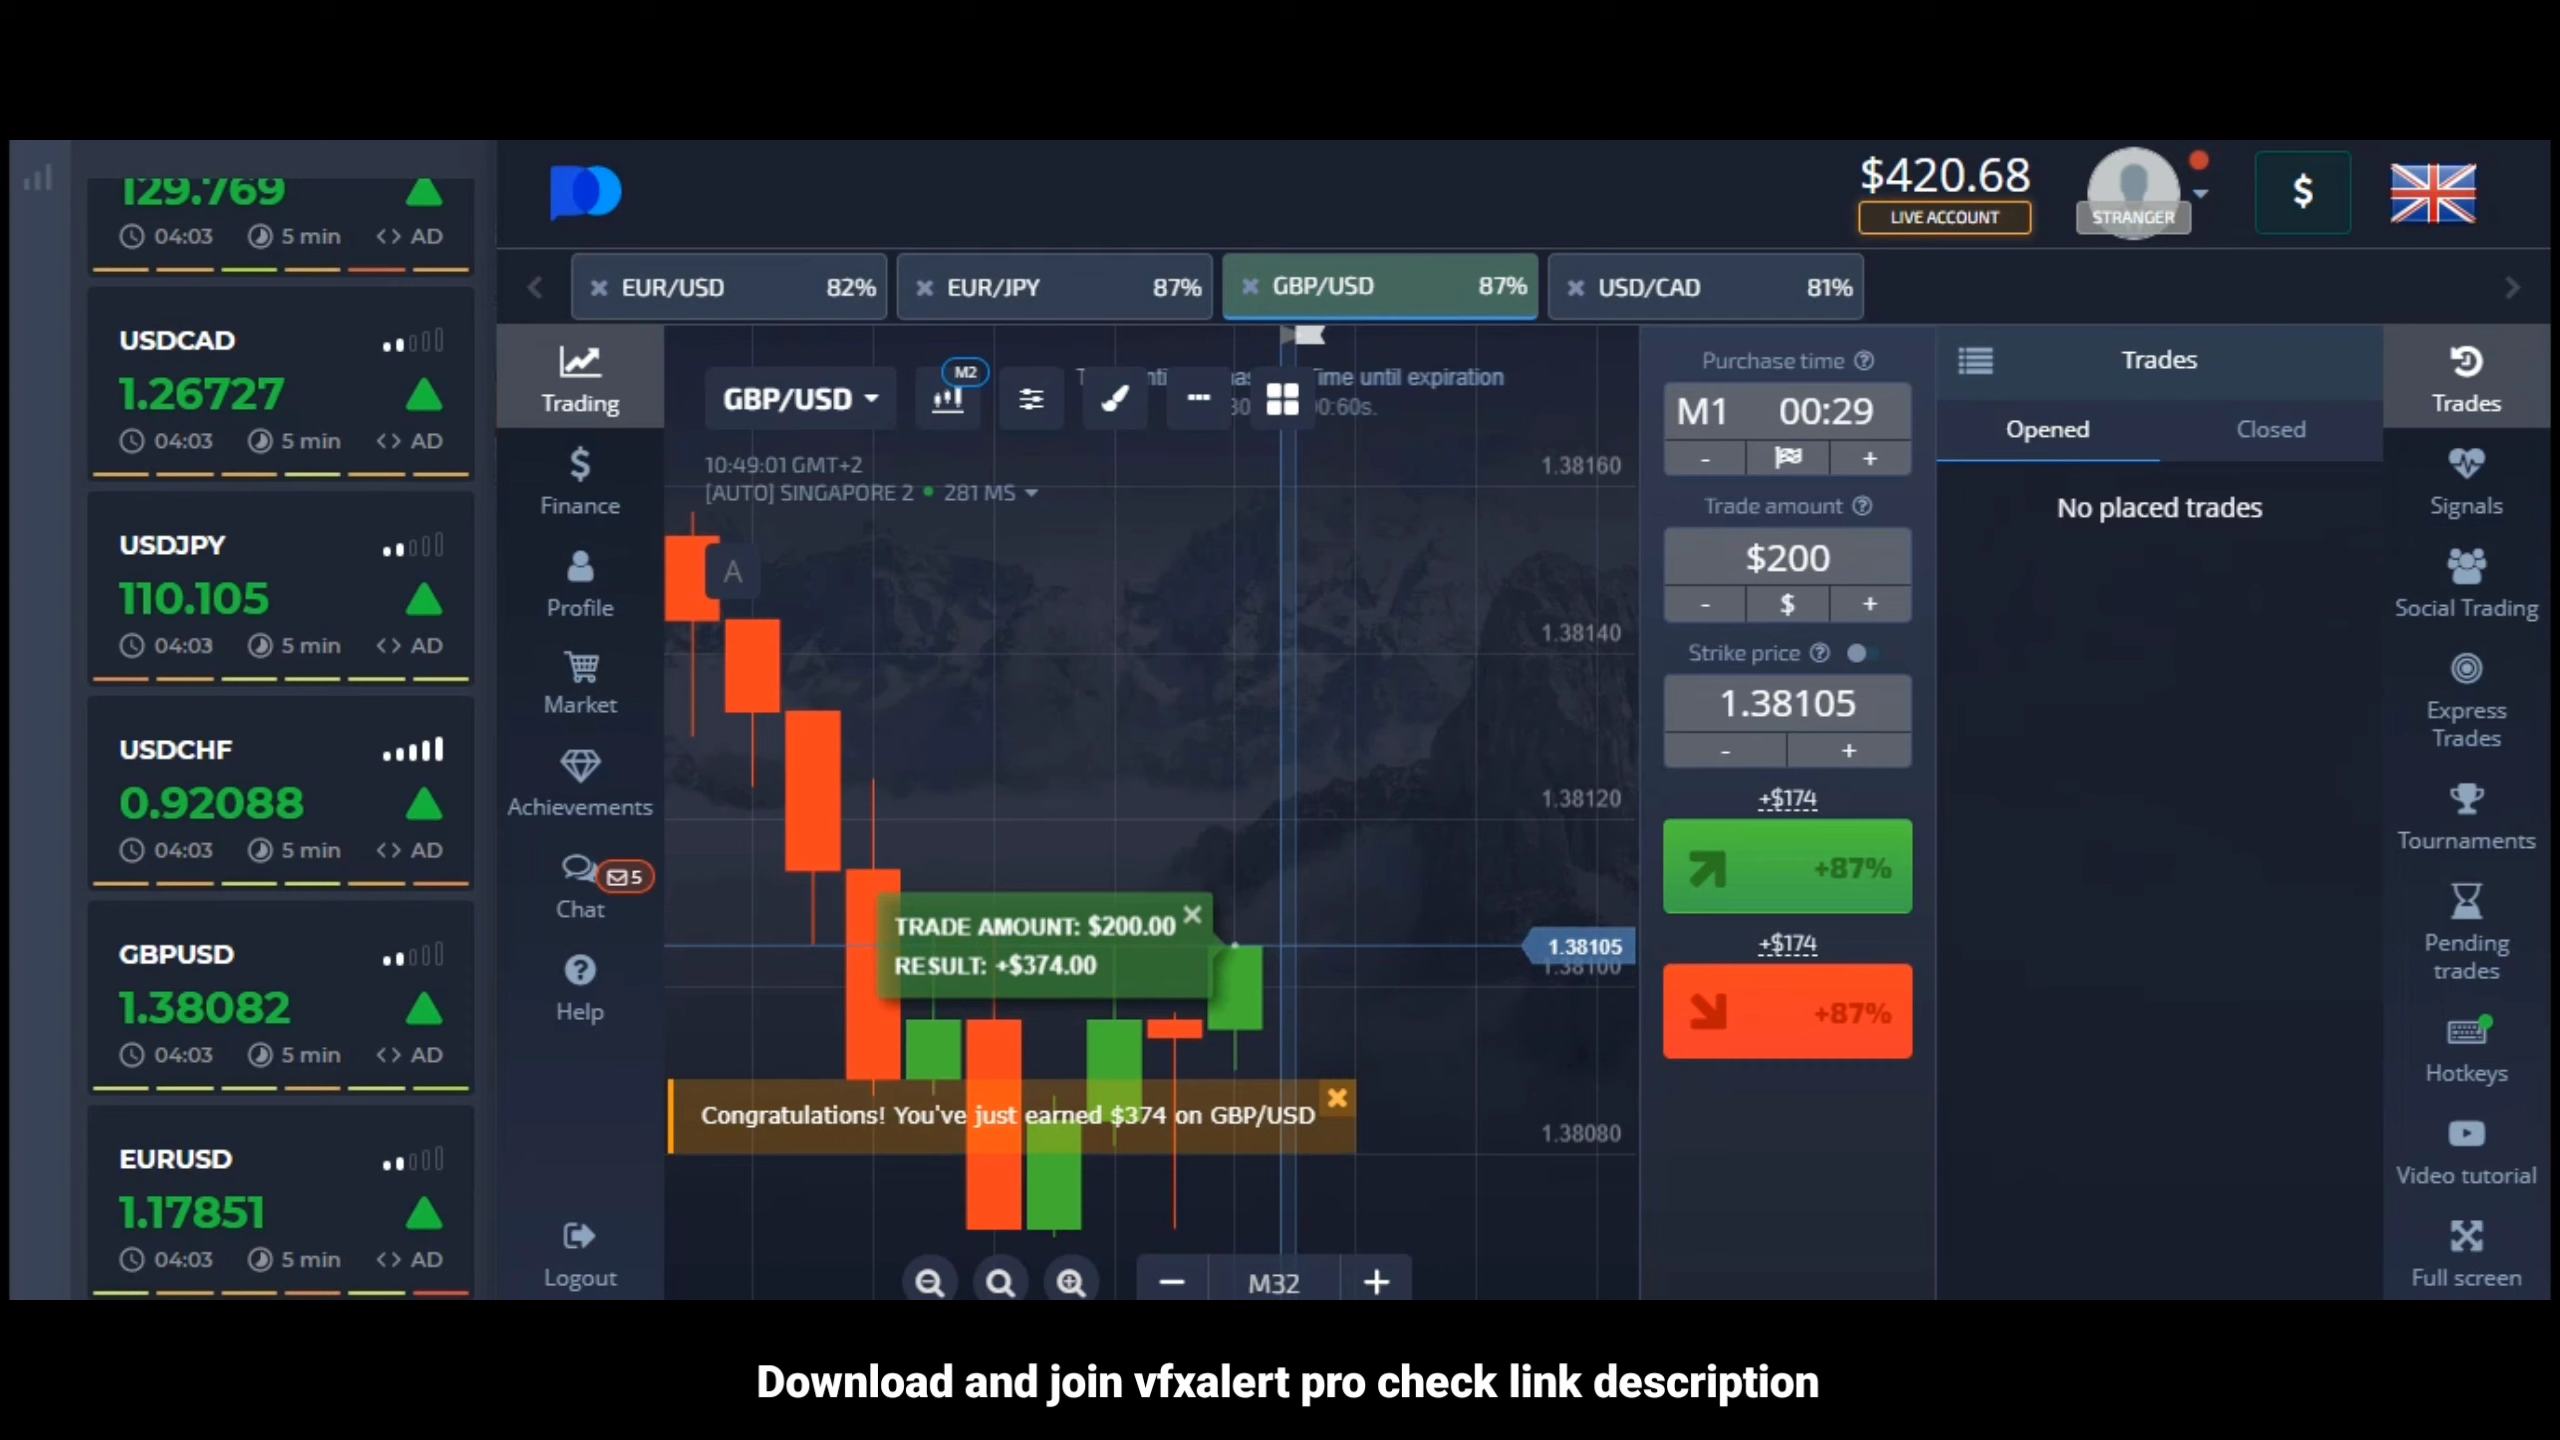 129.769
04:03 5 min <> AD
USDCAD
1.26727
04:03 5 min <> AD
USDJPY
110.105
04:03 5 min <> AD
USDCHF
0.92088
04:03 5 min <> AD
GBPUSD
1.38082
04:03 5 min <> AD
EURUSD
1.17851
04:03 5 min <> AD
$420.68
LIVE ACCOUNT
STRANGER
$
EUR/USD 82%
EUR/JPY 87%
GBP/USD 87%
USD/CAD 81%
Trading
Finance
Profile
Market
Achievements
5
Chat
Help
Logout
GBP/USD
M2
ime until expiration
0:60s.
10:49:01 GMT+2
[AUTO] SINGAPORE 2 • 281 MS
A
1.38160
1.38140
1.38120
1.38105
1.38100
1.38080
TRADE AMOUNT: $200.00
RESULT: +$374.00
Congratulations! You've just earned $374 on GBP/USD
− M32 +
Purchase time
M1 00:29
- +
Trade amount
$200
- $ +
Strike price
1.38105
- +
+$174
+87%
+$174
+87%
Trades
Opened Closed
No placed trades
Trades
Signals
Social Trading
Express
Trades
Tournaments
Pending
trades
Hotkeys
Video tutorial
Full screen
Download and join vfxalert pro check link description